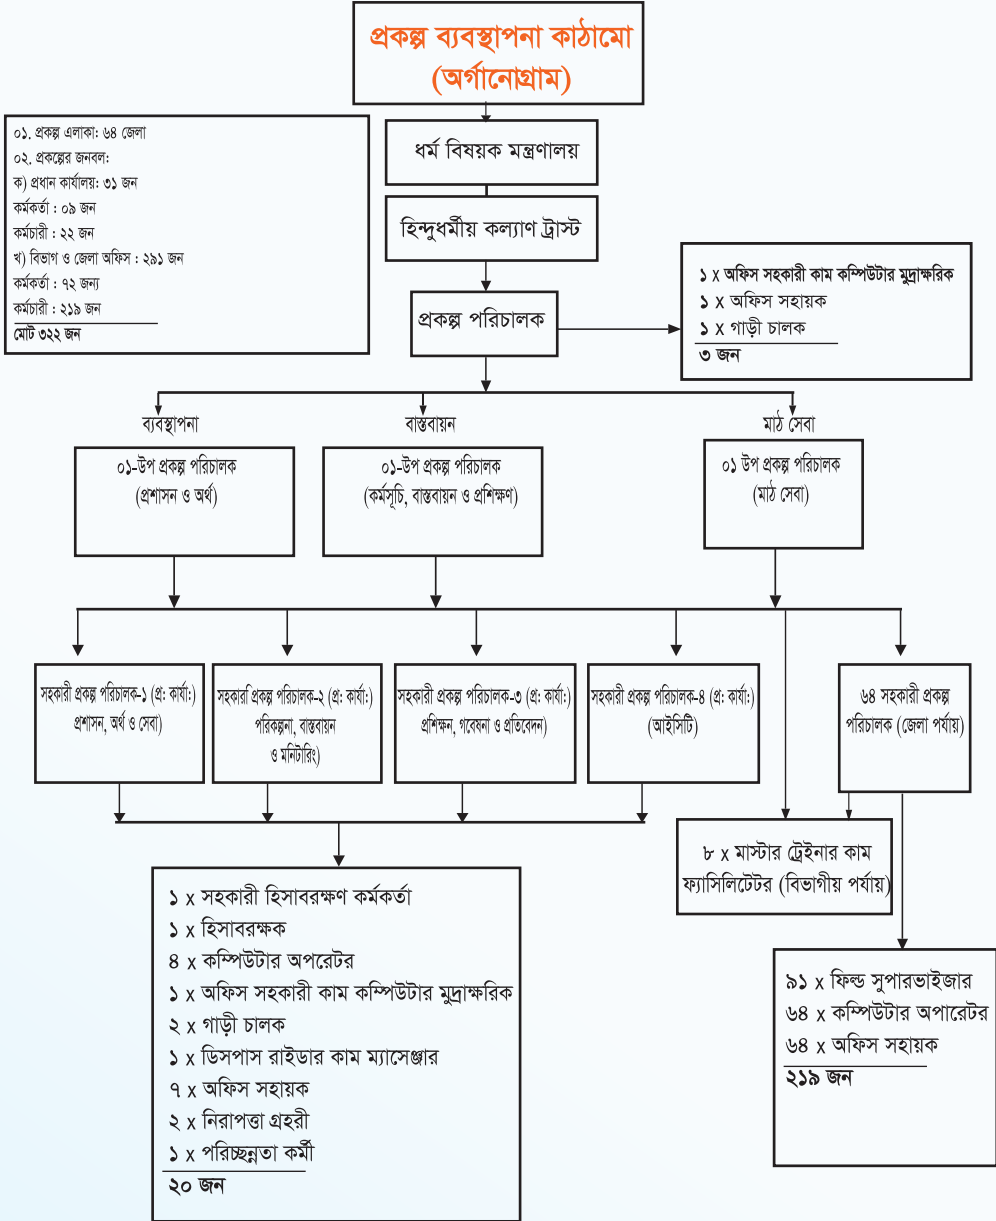 প্রকল্প ব্যবস্থাপনা কাঠামো
(অর্গানোগ্রাম)
ধর্ম বিষয়ক মন্ত্রণালয়
হিন্দুধর্মীয় কল্যাণ ট্রাস্ট
প্রকল্প পরিচালক
০১. প্রকল্প এলাকা: ৬৪ জেলা
০২. প্রকল্পের জনবল:
ক) প্রধান কার্যালয়: ৩১ জন
কর্মকর্তা : ০৯ জন
কর্মচারী : ২২ জন
খ) বিভাগ ও জেলা অফিস : ২৯১ জন
কর্মকর্তা : ৭২ জন্য
কর্মচারী : ২১৯ জন
মোট ৩২২ জন
১ x অফিস সহকারী কাম কম্পিউটার মুদ্রাক্ষরিক
১ x অফিস সহায়ক
১ x গাড়ী চালক
৩ জন
ব্যবস্থাপনা
০১-উপ প্রকল্প পরিচালক
(প্রশাসন ও অর্থ)
বাস্তবায়ন
০১-উপ প্রকল্প পরিচালক
(কর্মসূচি, বাস্তবায়ন ও প্রশিক্ষণ)
মাঠ সেবা
০১ উপ প্রকল্প পরিচালক
(মাঠ সেবা)
সহকারী প্রকল্প পরিচালক-১ (প্র: কার্যা:)
প্রশাসন, অর্থ ও সেবা)
সহকারি প্রকল্প পরিচালক-২ (প্র: কার্যা:)
পরিকল্পনা, বাস্তবায়ন
ও মনিটারিং)
সহকারী প্রকল্প পরিচালক-৩ (প্র: কার্যা:)
প্রশিক্ষন, গবেষনা ও প্রতিবেদন)
সহকারী প্রকল্প পরিচালক-৪ (প্র: কার্যা:)
(আইসিটি)
৬৪ সহকারী প্রকল্প
পরিচালক (জেলা পর্যায়)
৮ x মাস্টার ট্রেইনার কাম
ফ্যাসিলিটেটর (বিভাগীয় পর্যায়)
১ x সহকারী হিসাবরক্ষণ কর্মকর্তা
১ x হিসাবরক্ষক
৪ x কম্পিউটার অপরেটর
১ x অফিস সহকারী কাম কম্পিউটার মুদ্রাক্ষরিক
২ x গাড়ী চালক
১ x ডিসপাস রাইডার কাম ম্যাসেঞ্জার
৭ x অফিস সহায়ক
২ x নিরাপত্তা গ্রহরী
১ x পরিচ্ছন্নতা কর্মী
২০ জন
৯১ x ফিল্ড সুপারভাইজার
৬৪ x কম্পিউটার অপারেটর
৬৪ x অফিস সহায়ক
২১৯ জন